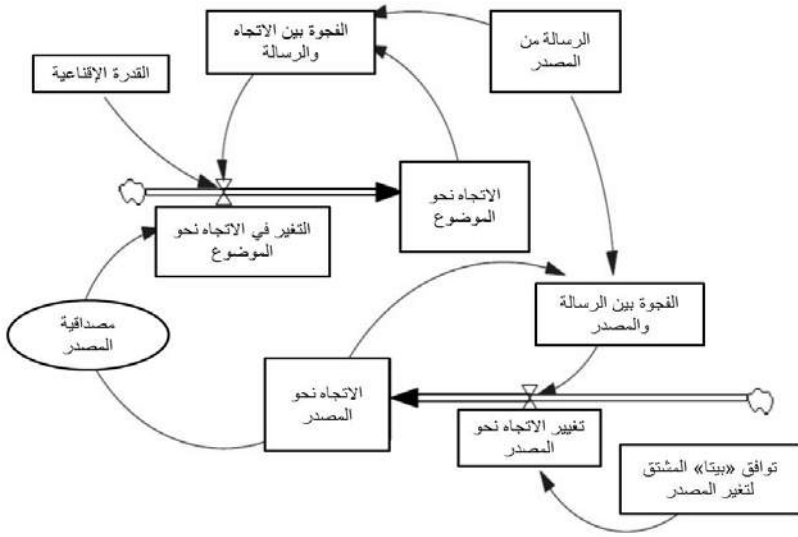 الفجوة بين الاتجاه
والرسالة
الرسالة من
المصدر
القدرة الإقناعية
الاتجاه نحو
الموضوع
التغير في الاتجاه نحو
الموضوع
الفجوة بين الرسالة
والمصدر
مصداقية
المصدر
الاتجاه نحو
المصدر
تغيير الاتجاه نحو
المصدر
توافق «بيتا» المشتق
لتغير المصدر